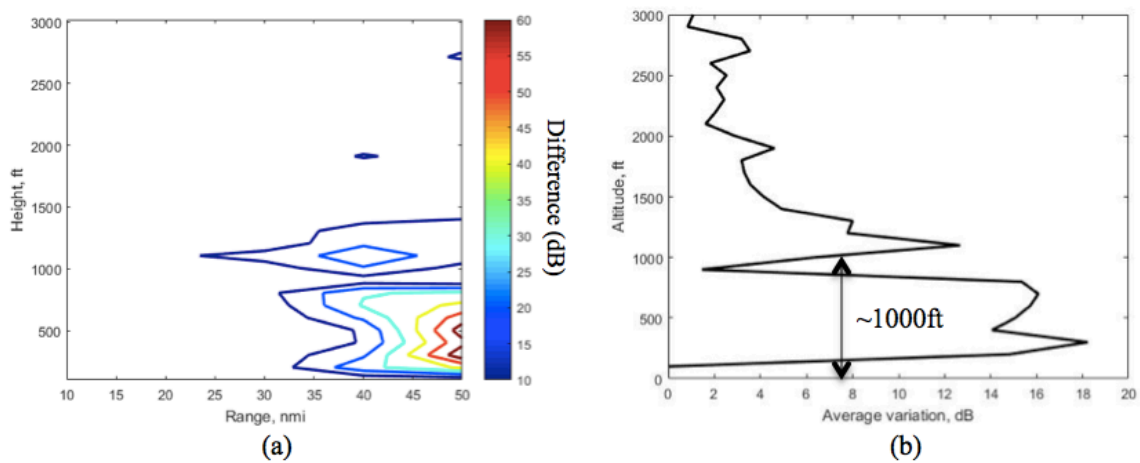 3000
2500
2000
1500
1000
500
Height, ft
10 15 20 25 30 35 40 45 50
Range, nmi
60
55
50
45
40
35
30
25
20
15
10
Difference (dB)
(a)
3000
2500
2000
1500
1000
500
0
Altitude, ft
~1000ft
0 2 4 6 8 10 12 14 16 18 20
Average variation, dB
(b)